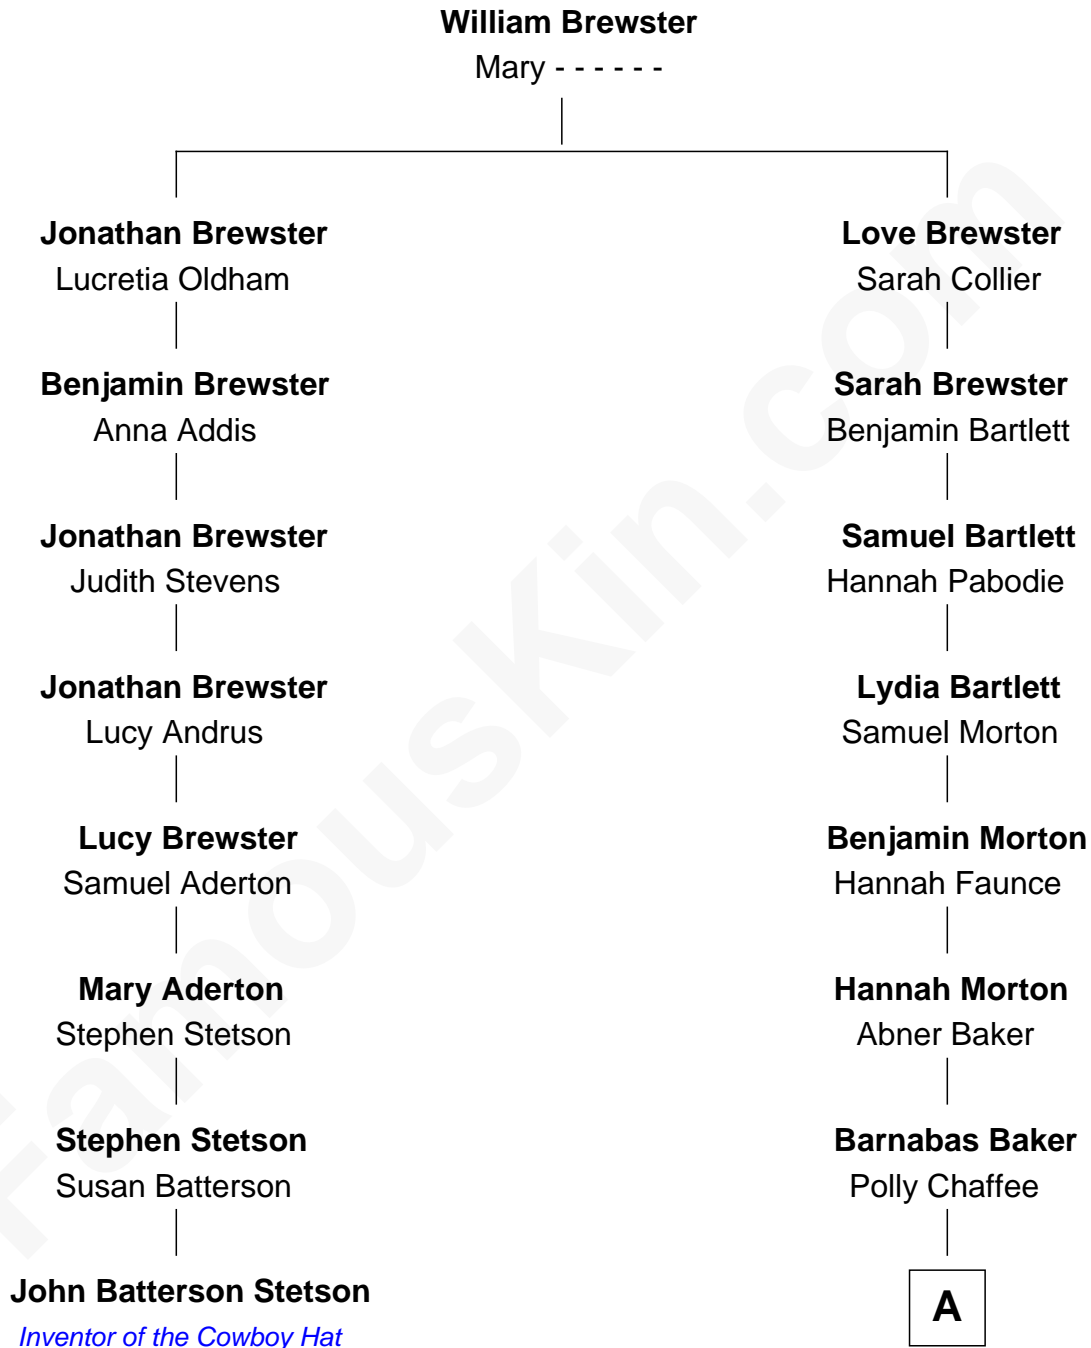 William Brewster
Mary - - - - - -
Jonathan Brewster
Lucretia Oldham
Love Brewster
Sarah Collier
Benjamin Brewster
Anna Addis
Sarah Brewster
Benjamin Bartlett
Jonathan Brewster
Judith Stevens
Samuel Bartlett
Hannah Pabodie
Jonathan Brewster
Lucy Andrus
Lydia Bartlett
Samuel Morton
Lucy Brewster
Samuel Aderton
Benjamin Morton
Hannah Faunce
Mary Aderton
Stephen Stetson
Hannah Morton
Abner Baker
Stephen Stetson
Susan Batterson
Barnabas Baker
Polly Chaffee
John Batterson Stetson
Inventor of the Cowboy Hat
A
FamousKin.com